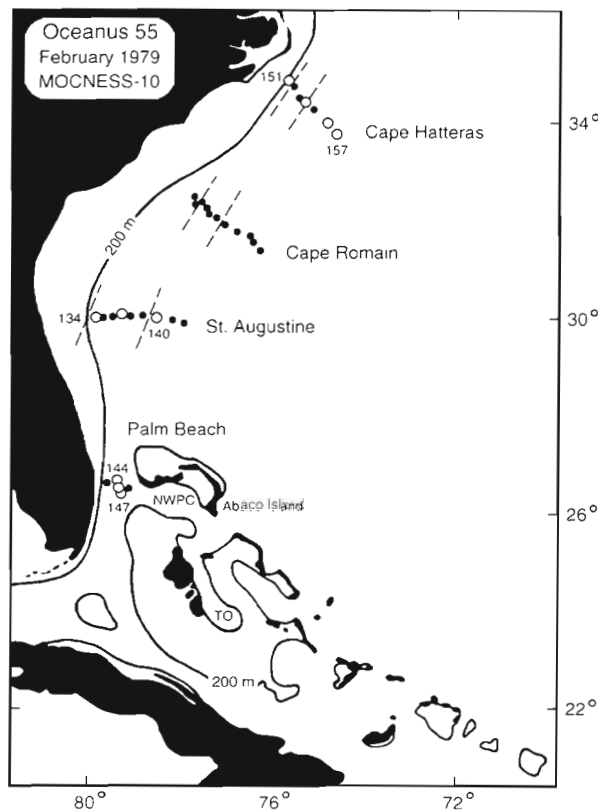 Oceanus 55
February 1979
MOCNESS-10
151
34°
Cape Hatteras
157
200 m
Cape Romain
134
140
St. Augustine
30°
Palm Beach
144
147
NWPC
Abaco Island
26°
TO
200 m
22°
80°
76°
72°